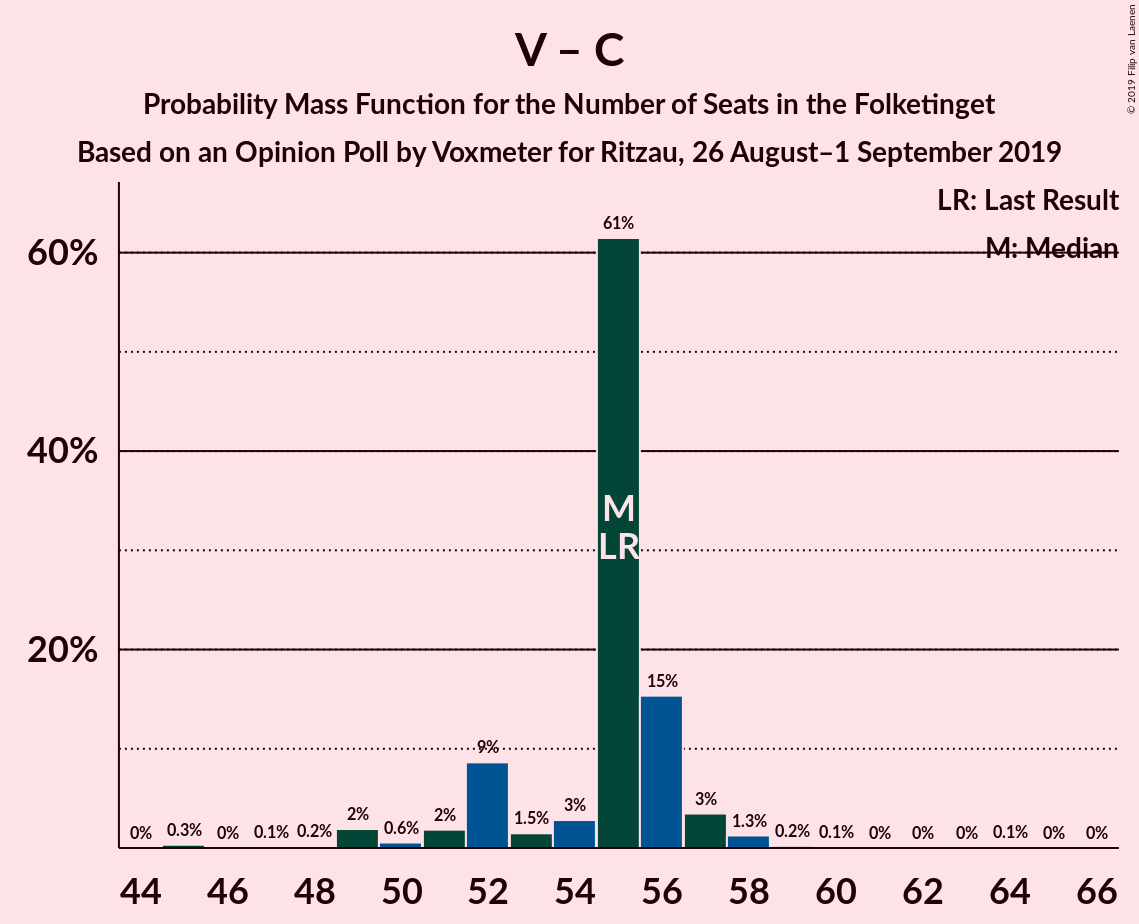 V – C
Probability Mass Function for the Number of Seats in the Folketinget
Based on an Opinion Poll by Voxmeter for Ritzau, 26 August–1 September 2019
© 2019 Filip van Laenen
LR: Last Result
M: Median
60%
40%
20%
0% 0.3% 0% 0.1% 0.2% 2% 0.6% 2% 9% 1.5% 3% 61% 15% 3% 1.3% 0.2% 0.1% 0% 0% 0% 0.1% 0% 0%
M
LR
44 46 48 50 52 54 56 58 60 62 64 66